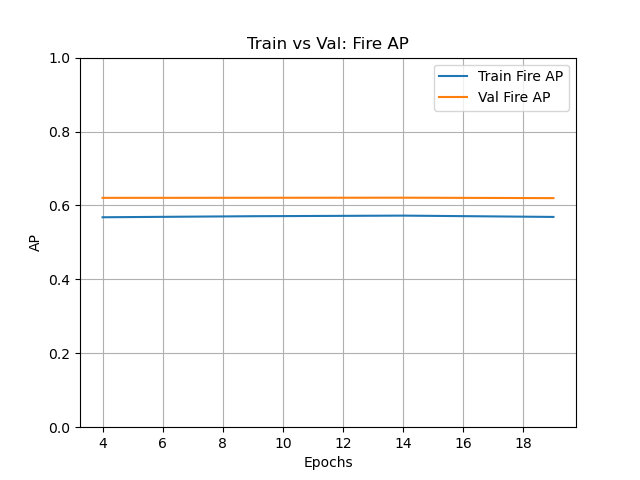 Train vs Val: Fire AP
1.0
0.8
0.6
0.4
0.2
0.0
AP
Train Fire AP
Val Fire AP
4 6 8 10 12 14 16 18
Epochs